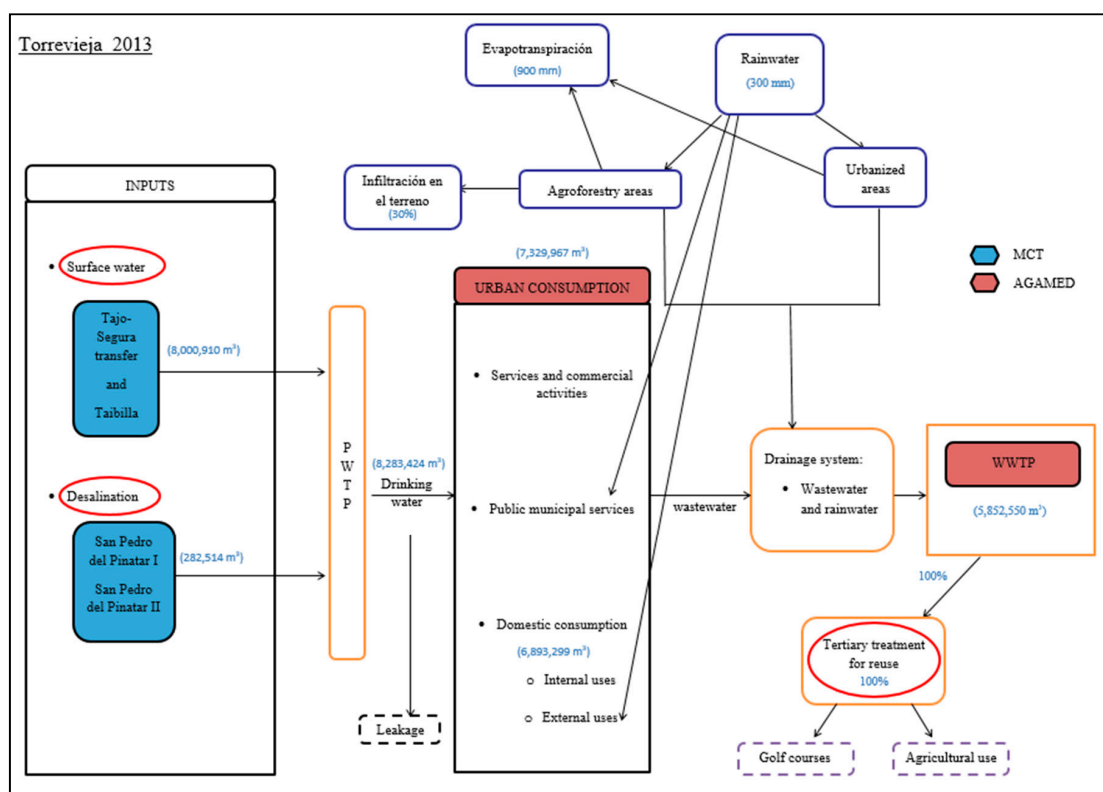 Torrevieja 2013
Evapotranspiración
(900 mm)
Rainwater
(300 mm)
INPUTS
Infiltración en
el terreno
(30%)
Agroforestry areas
Urbanized
areas
(7,329,967 m³)
URBAN CONSUMPTION
MCT
AGAMED
• Surface water
Tajo-
Segura
transfer
and
Taibilla
(8,000,910 m³)
• Services and commercial
activities
P
W
T
P
(8,283,424 m³)
Drinking
water
• Desalination
San Pedro
del Pinatar I
San Pedro
del Pinatar II
(282,514 m³)
• Public municipal services
wastewater
Drainage system:
• Wastewater
and rainwater
WWTP
(5,852,550 m³)
100%
• Domestic consumption
(6,893,299 m³)
o Internal uses
o External uses
Leakage
Tertiary treatment
for reuse
100%
Golf courses
Agricultural use